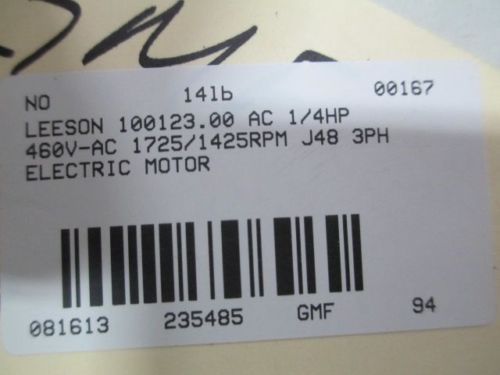 NO 14lb 00167
LEESON 100123.00 AC 1/4HP
460V-AC 1725/1425RPM J48 3PH
ELECTRIC MOTOR
081613 235485 GMF 94